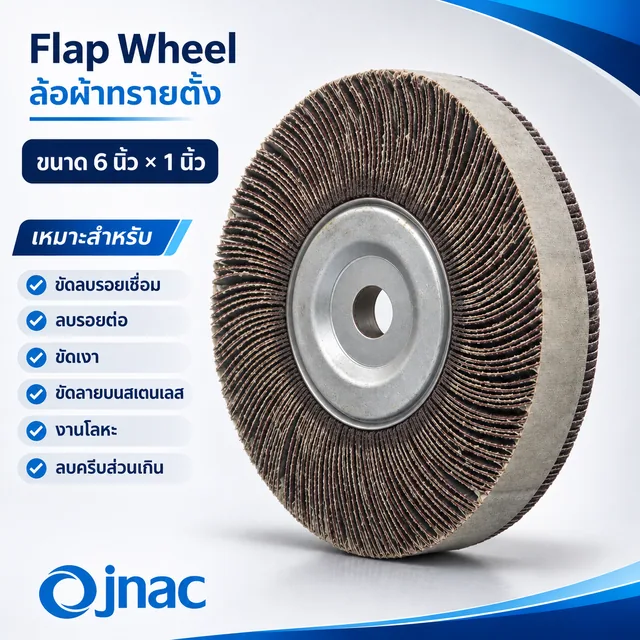 Flap Wheel
ล้อผ้าทรายตั้ง
ขนาด 6 นิ้ว × 1 นิ้ว
เหมาะสำหรับ
ขัดลบรอยเชื่อม
ลบรอยต่อ
ขัดเงา
ขัดลายบนสเตนเลส
งานโลหะ
ลบครีบส่วนเกิน
jnac